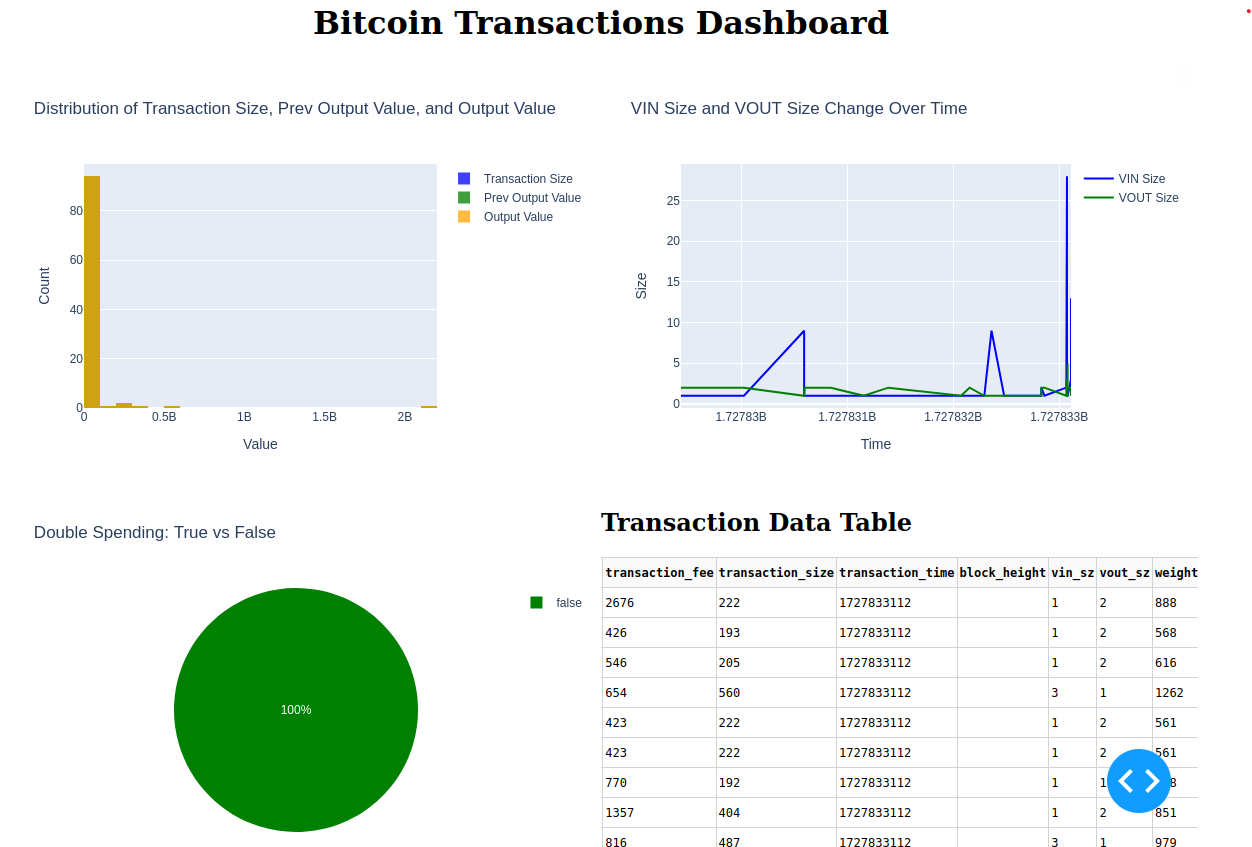 Bitcoin Transactions Dashboard
Distribution of Transaction Size, Prev Output Value, and Output Value
Count
80
60
40
20
0
0 0.5B 1B 1.5B 2B
Value
Transaction Size
Prev Output Value
Output Value
VIN Size and VOUT Size Change Over Time
Size
25
20
15
10
5
0
1.72783B 1.727831B 1.727832B 1.727833B
Time
VIN Size
VOUT Size
Double Spending: True vs False
100%
false
Transaction Data Table
transaction_fee transaction_size transaction_time block_height vin_sz vout_sz weight
2676 222 1727833112 1 2 888
426 193 1727833112 1 2 568
546 205 1727833112 1 2 616
654 560 1727833112 3 1 1262
423 222 1727833112 1 2 561
423 222 1727833112 1 2 561
770 192 1727833112 1 1
1357 404 1727833112 1 2 851
816 487 1727833112 3 1 979